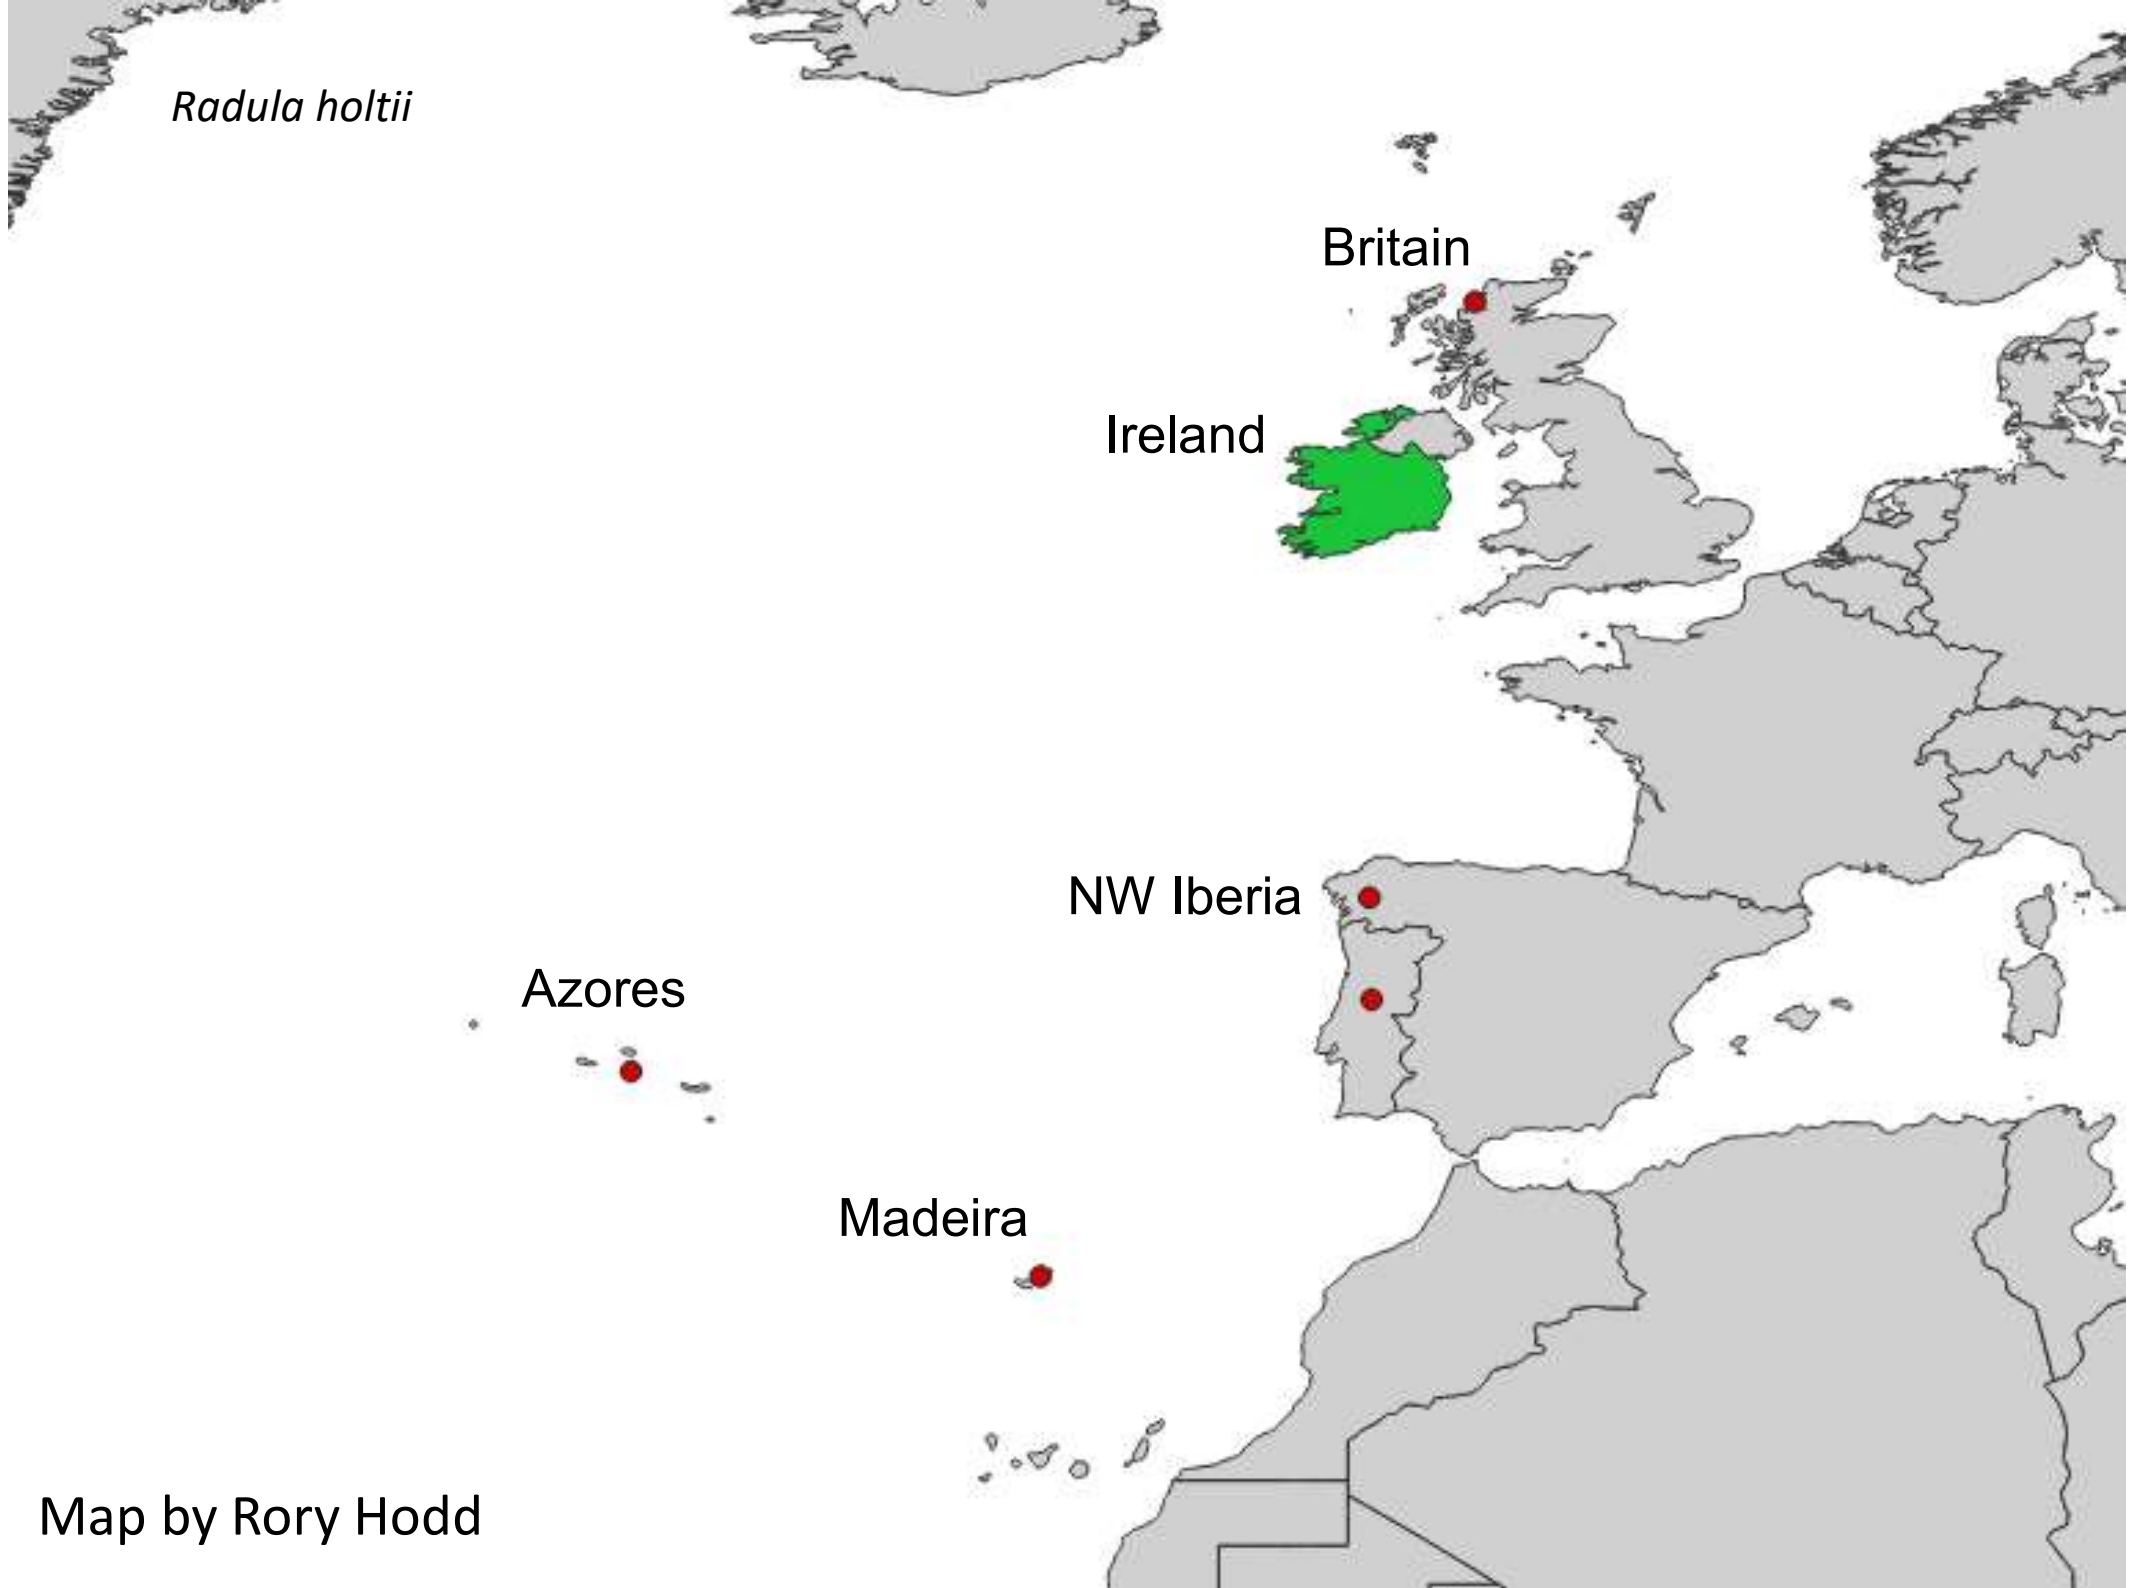 Radula holtii
Britain
Ireland
NW Iberia
Azores
Madeira
Map by Rory Hodd